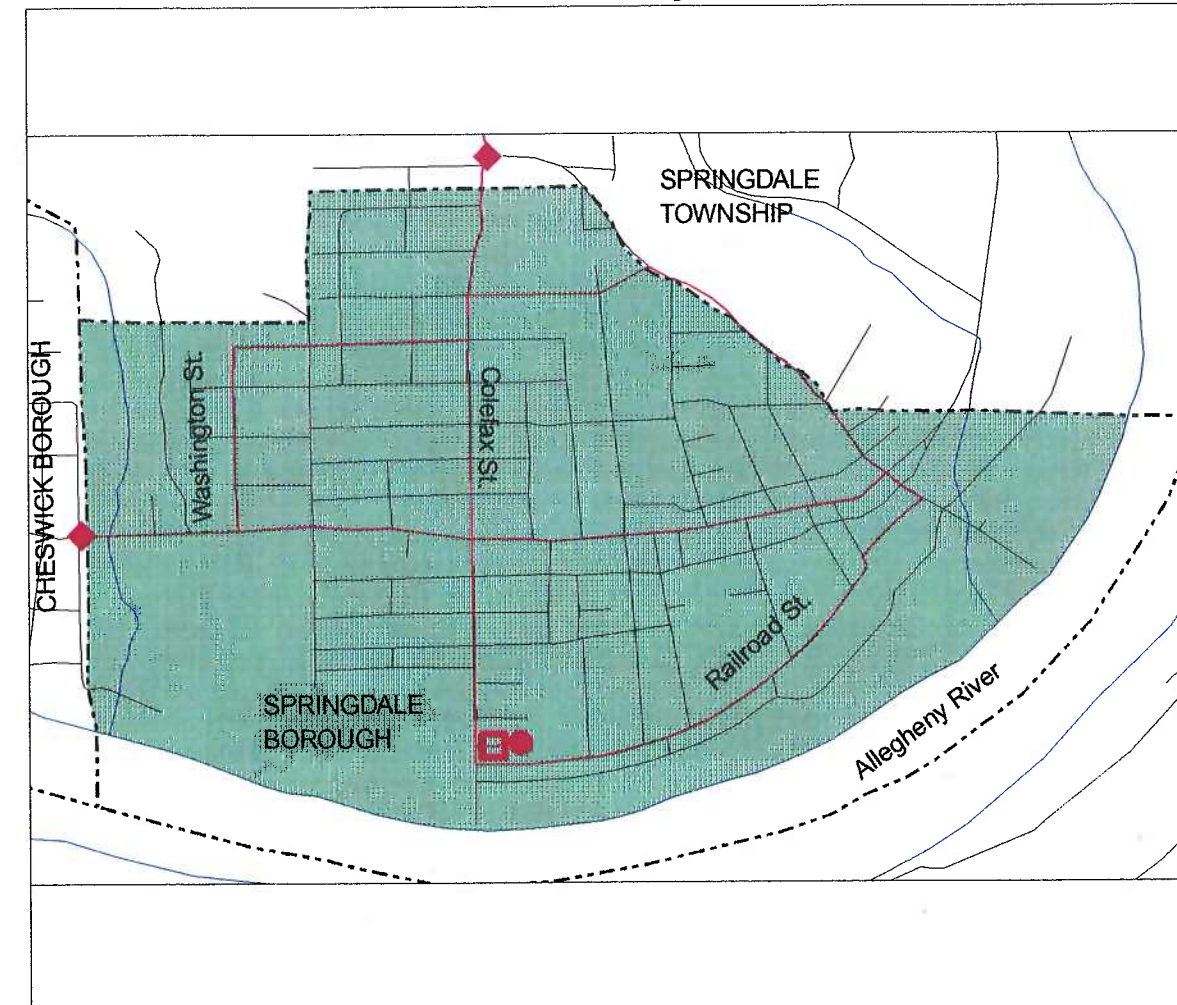 SPRINGDALE
TOWNSHIP
CHESWICK BOROUGH
Washington St.
Colefax St.
Railroad St.
SPRINGDALE
BOROUGH
Allegheny River